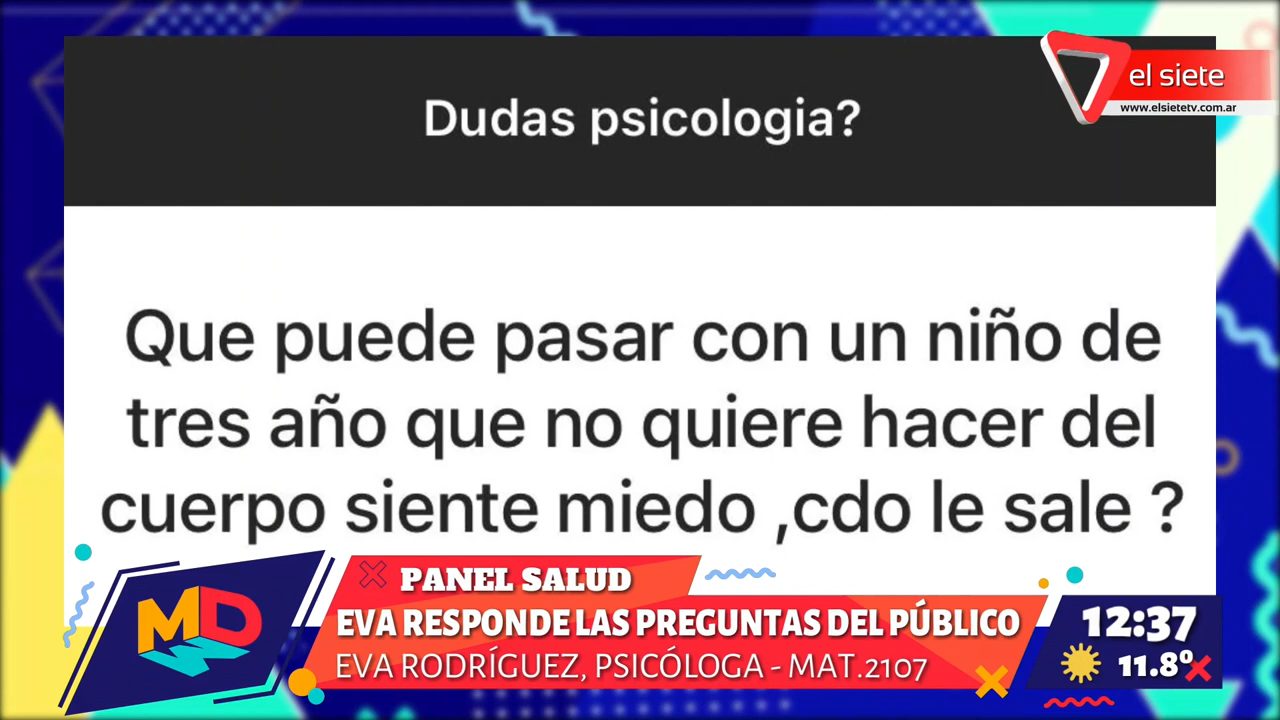 el siete
www.elsietetv.com.ar
Dudas psicologia?
Que puede pasar con un niño de
tres año que no quiere hacer del
cuerpo siente miedo ,cdo le sale ?
MD
PANEL SALUD
EVA RESPONDE LAS PREGUNTAS DEL PÚBLICO
EVA RODRÍGUEZ, PSICÓLOGA - MAT.2107
12:37
11.8º